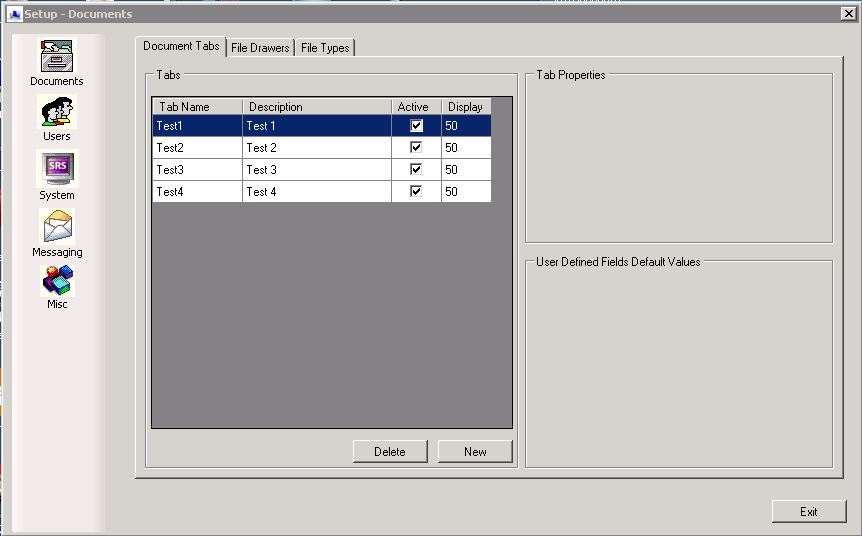 Setup - Documents
Documents
Users
SRS
System
Messaging
Misc
Document Tabs File Drawers File Types
Tabs
Tab Name Description Active Display
Test1 Test 1 50
Test2 Test 2 50
Test3 Test 3 50
Test4 Test 4 50
Delete New
Tab Properties
User Defined Fields Default Values
Exit